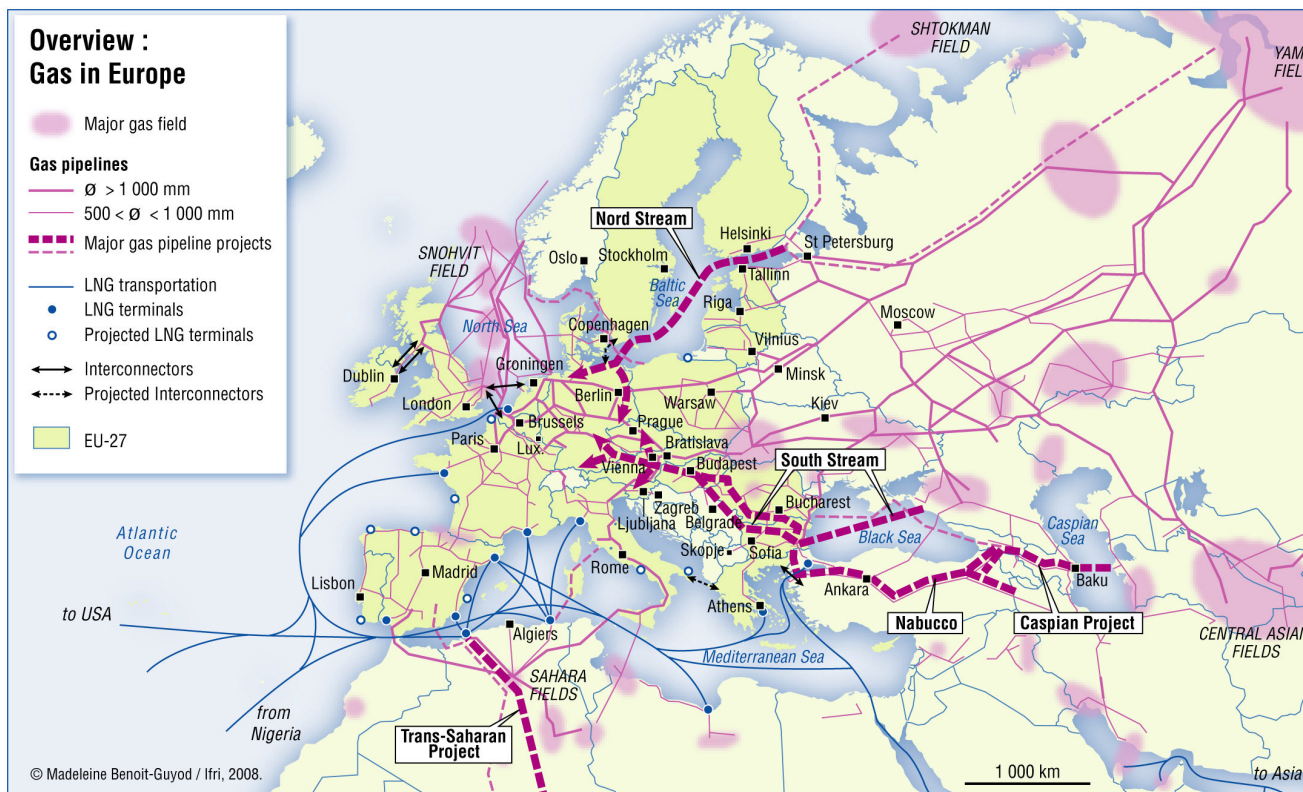 Overview :
Gas in Europe
Major gas field
Gas pipelines
Ø > 1 000 mm
500 < Ø < 1 000 mm
Major gas pipeline projects
LNG transportation
LNG terminals
Projected LNG terminals
Interconnectors
Projected Interconnectors
EU-27
SHTOKMAN
FIELD
YAM
FIEL
SNOHVIT
FIELD
Nord Stream
Oslo
Stockholm
Helsinki
St Petersburg
Tallinn
Baltic
Sea
Riga
North Sea
Copenhagen
Moscow
Vilnius
Groningen
Minsk
Dublin
Berlin
London
Warsaw
Kiev
Brussels
Prague
Paris
Lux.
Bratislava
Vienna
Budapest
South Stream
Zagreb
Bucharest
Ljubljana
Belgrade
Atlantic
Ocean
Black Sea
Caspian
Sea
Skopje
Sofia
Madrid
Rome
Lisbon
Ankara
Baku
Athens
to USA
Algiers
Nabucco
Caspian Project
CENTRAL ASIAN
FIELDS
Mediterranean Sea
SAHARA
FIELDS
from
Nigeria
Trans-Saharan
Project
© Madeleine Benoit-Guyod / Ifri, 2008.
1 000 km
to Asia